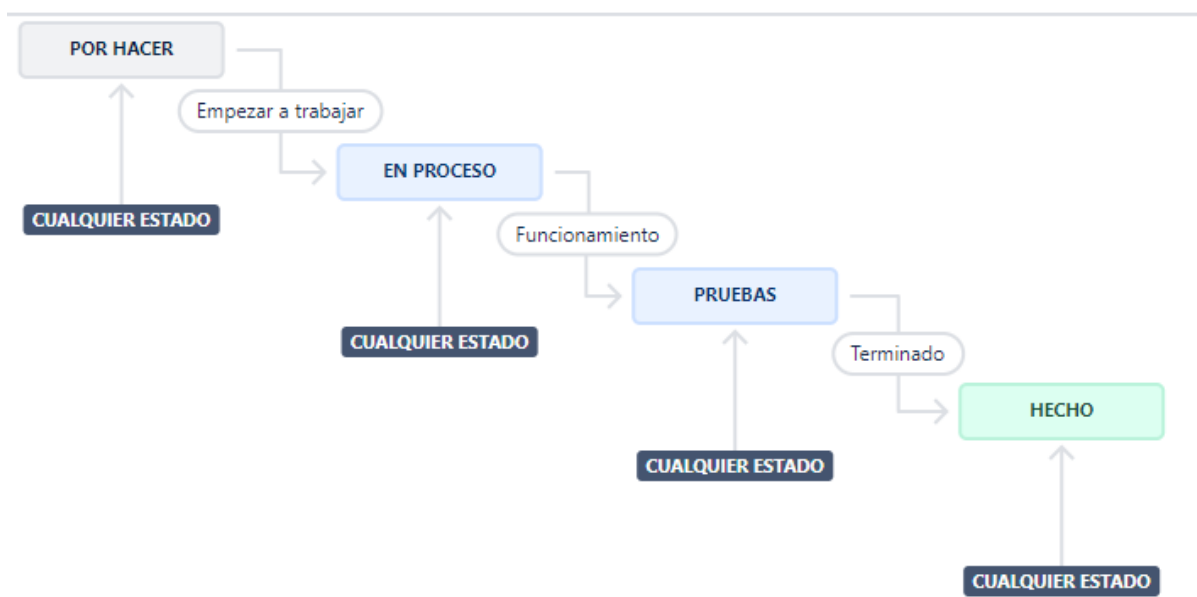 POR HACER
Empezar a trabajar
EN PROCESO
CUALQUIER ESTADO
Funcionamiento
PRUEBAS
CUALQUIER ESTADO
Terminado
HECHO
CUALQUIER ESTADO
CUALQUIER ESTADO